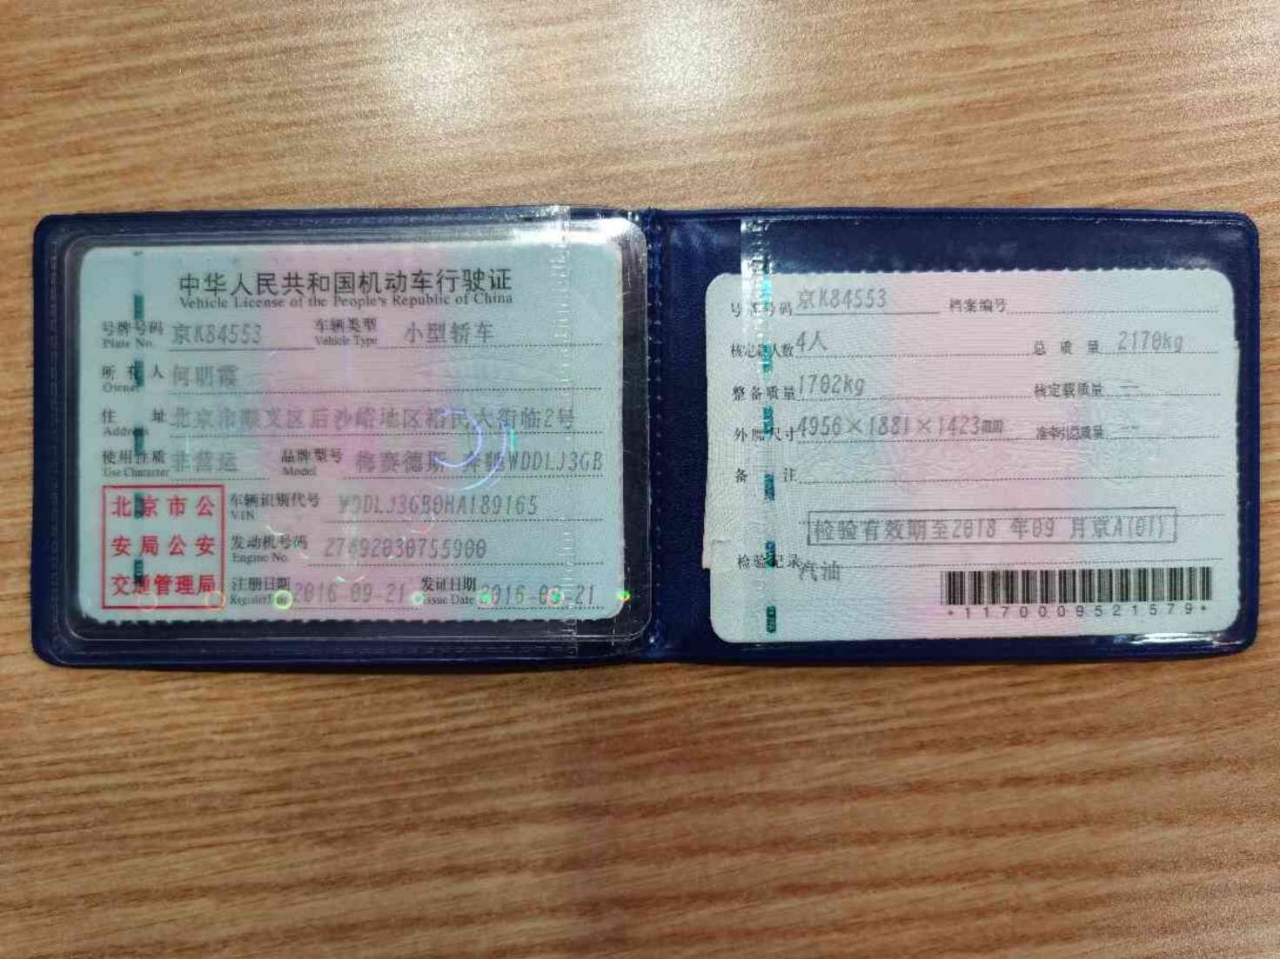 中华人民共和国机动车行驶证
Vehicle License of the People's Republic of China
号牌号码 京K84553 车辆类型 小型轿车
Plate No. Vehicle Type
所有人 何明霞
Owner
住 址 北京市顺义区后沙峪地区裕民大街临2号
Address
使用性质 非营运 品牌型号 梅赛德斯-奔驰WDDLJ3GB
Use Character Model
北京市公
安局公安
交通管理局
车辆识别代号 WDDLJ3GB0HA189165
VIN
发动机号码 27692030755900
Engine No.
注册日期 2016-09-21 发证日期 2016-09-21
Register Date Issue Date
号牌号码 京K84553 档案编号
核定载人数 4人 总质量 2170kg
整备质量 1702kg 核定载质量 --
外廓尺寸 4956×1881×1423mm 准牵引总质量 --
备 注
检验有效期至2018年09月京A(01)
检验记录 汽油
*1170009521579*